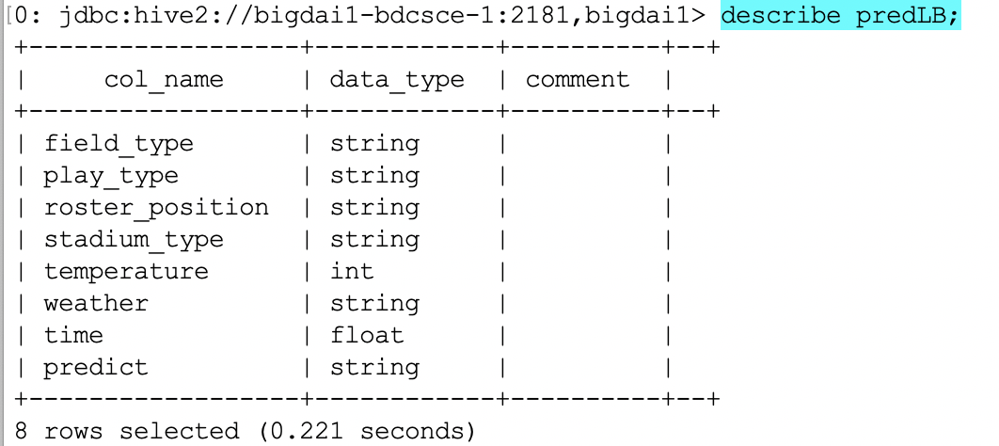 [0: jdbc:hive2://bigdai1-bdcsce-1:2181,bigdai1> describe predLB;
+-------------------+-------------+----------+--+
|      col_name      | data_type  | comment  |
+-------------------+-------------+----------+--+
| field_type        | string      |          |
| play_type         | string      |          |
| roster_position   | string      |          |
| stadium_type      | string      |          |
| temperature       | int         |          |
| weather           | string      |          |
| time              | float       |          |
| predict           | string      |          |
+-------------------+-------------+----------+--+
8 rows selected (0.221 seconds)